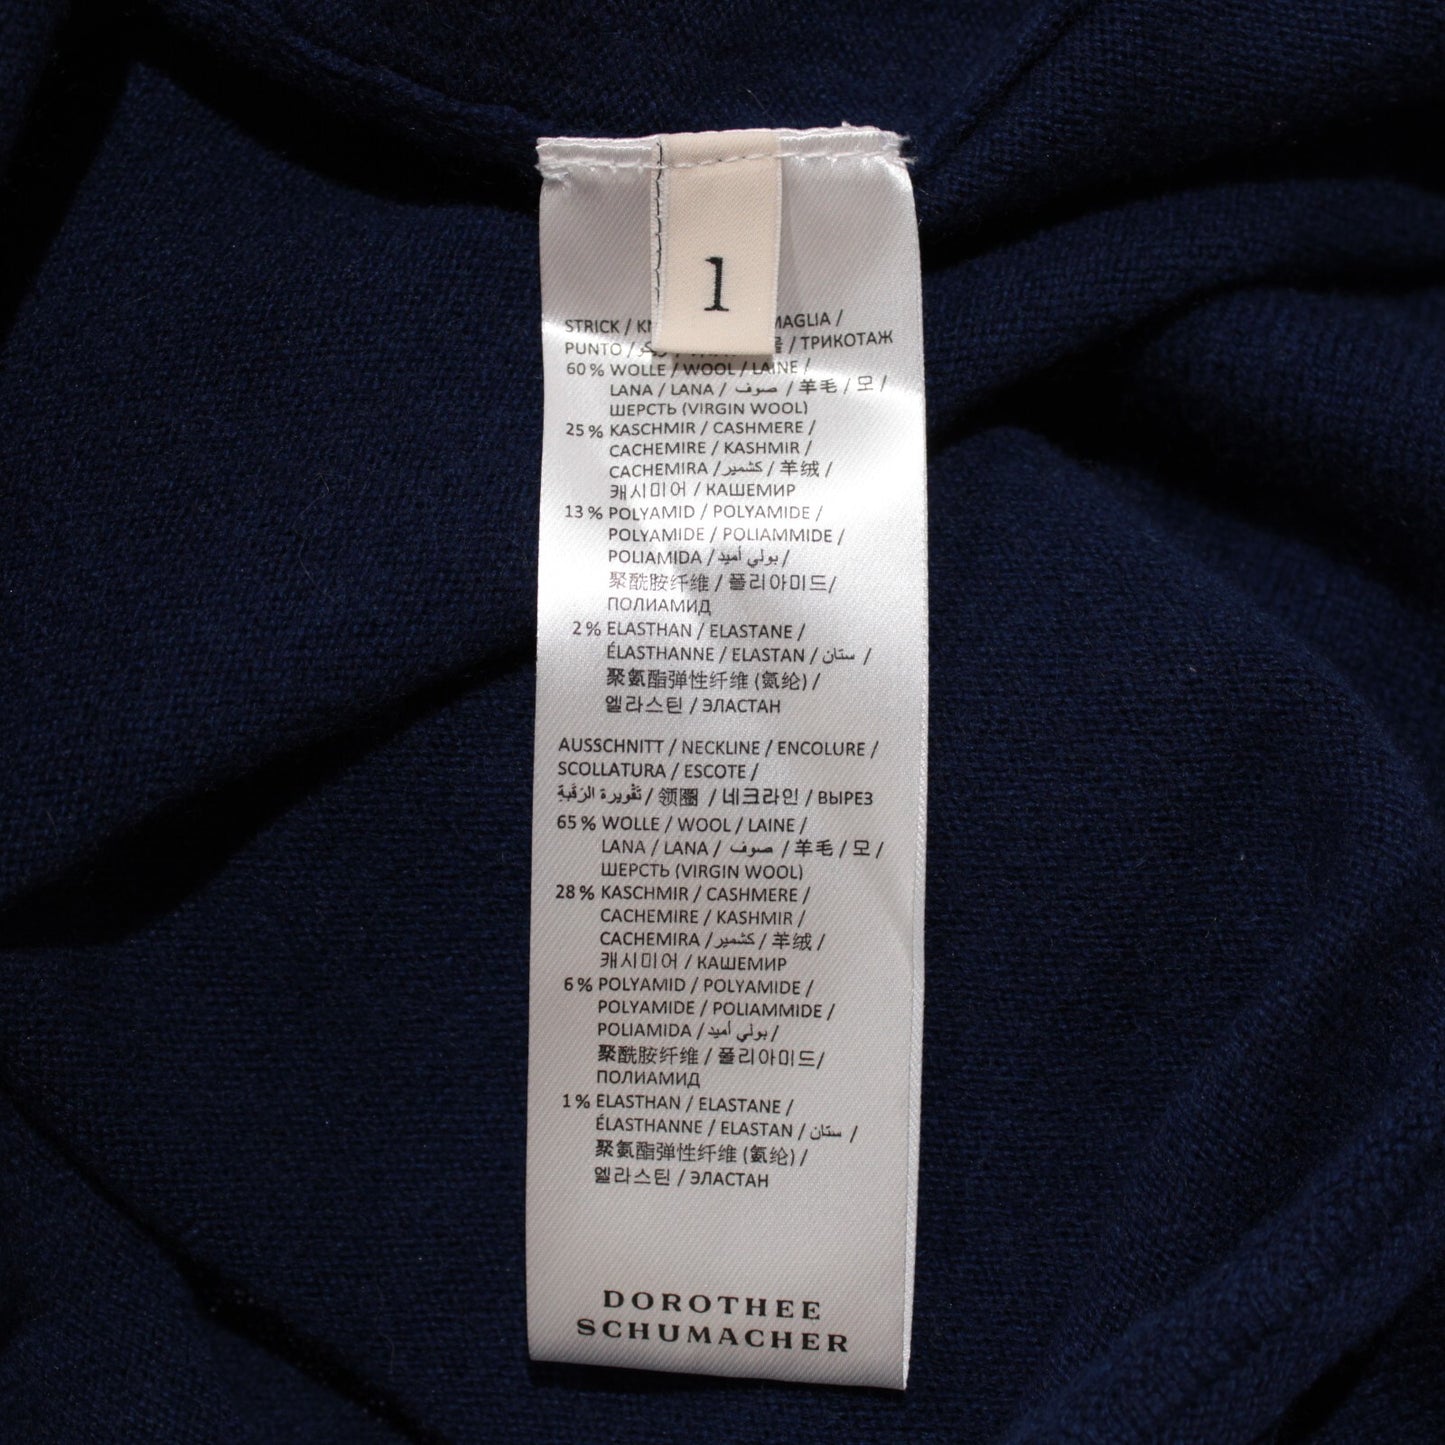 1
STRICK / MAGLIA /
PUNTO / / ТРИКОТАЖ
60 % WOLLE / WOOL / LAINE /
LANA / LANA / صوف / 羊毛 / 모 /
ШЕРСТЬ (VIRGIN WOOL)
25 % KASCHMIR / CASHMERE /
CACHEMIRE / KASHMIR /
CACHEMIRA / كشمير / 羊绒 /
캐시미어 / КАШЕМИР
13 % POLYAMID / POLYAMIDE /
POLYAMIDE / POLIAMMIDE /
POLIAMIDA / بولي أميد /
聚酰胺纤维 / 폴리아미드/
ПОЛИАМИД
2 % ELASTHAN / ELASTANE /
ÉLASTHANNE / ELASTAN / ستان /
聚氨酯弹性纤维 (氨纶) /
엘라스틴 / ЭЛАСТАН
AUSSCHNITT / NECKLINE / ENCOLURE /
SCOLLATURA / ESCOTE /
تَقْويرة الرّقبةِ / 领圈 / 네크라인 / ВЫРЕЗ
65 % WOLLE / WOOL / LAINE /
LANA / LANA / صوف / 羊毛 / 모 /
ШЕРСТЬ (VIRGIN WOOL)
28 % KASCHMIR / CASHMERE /
CACHEMIRE / KASHMIR /
CACHEMIRA / كشمير / 羊绒 /
캐시미어 / КАШЕМИР
6 % POLYAMID / POLYAMIDE /
POLYAMIDE / POLIAMMIDE /
POLIAMIDA / بولي أميد /
聚酰胺纤维 / 폴리아미드/
ПОЛИАМИД
1 % ELASTHAN / ELASTANE /
ÉLASTHANNE / ELASTAN / ستان /
聚氨酯弹性纤维 (氨纶) /
엘라스틴 / ЭЛАСТАН
DOROTHEE
SCHUMACHER